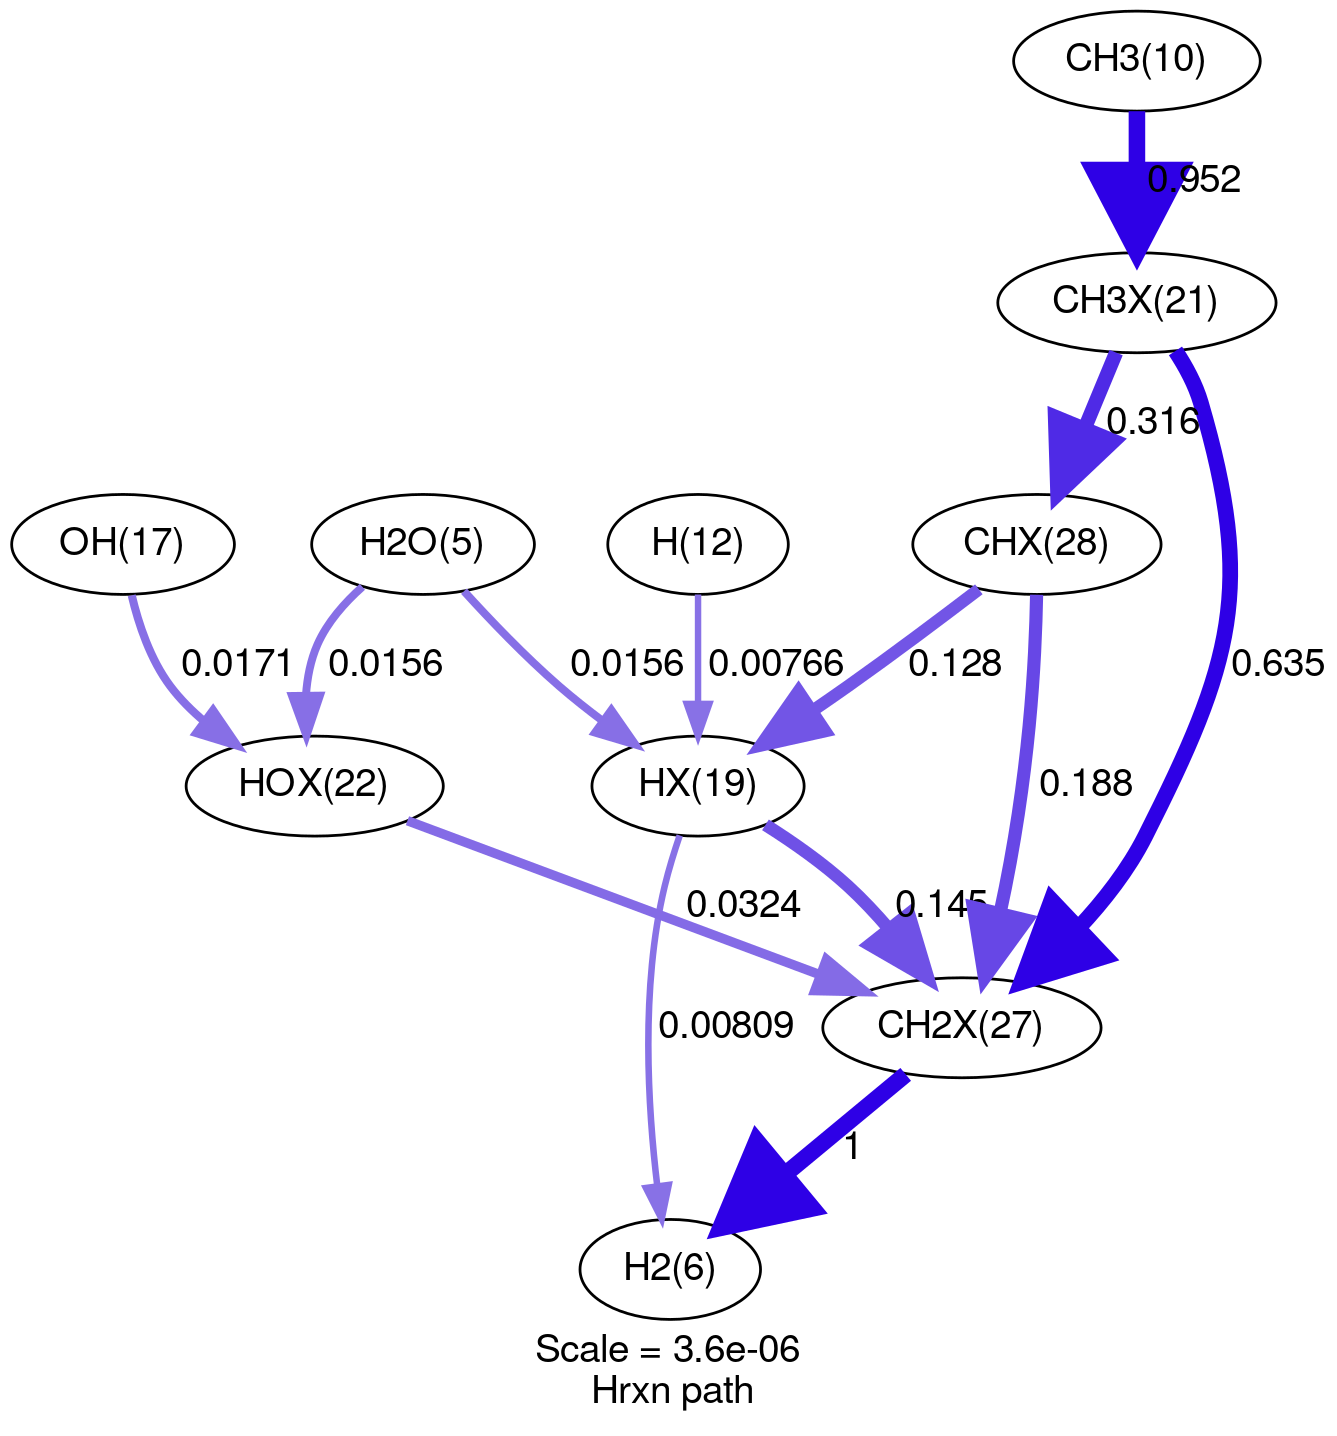 CH3(10)
0.952
CH3X(21)
0.316
OH(17)
H2O(5)
H(12)
CHX(28)
0.0171
0.0156
0.0156
0.00766
0.128
0.635
HOX(22)
HX(19)
0.188
0.0324
0.145
0.00809
CH2X(27)
1
H2(6)
Scale = 3.6e-06
Hrxn path